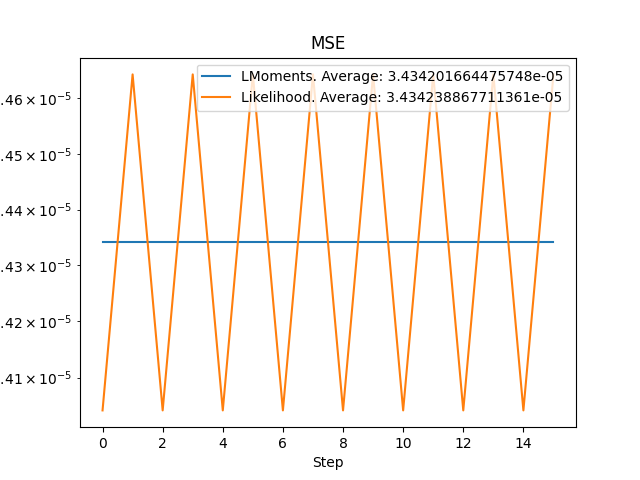 MSE
LMoments. Average: 3.434201664475748e-05
Likelihood. Average: 3.434238867711361e-05
.46 × 10⁻⁵
.45 × 10⁻⁵
.44 × 10⁻⁵
.43 × 10⁻⁵
.42 × 10⁻⁵
.41 × 10⁻⁵
0 2 4 6 8 10 12 14
Step